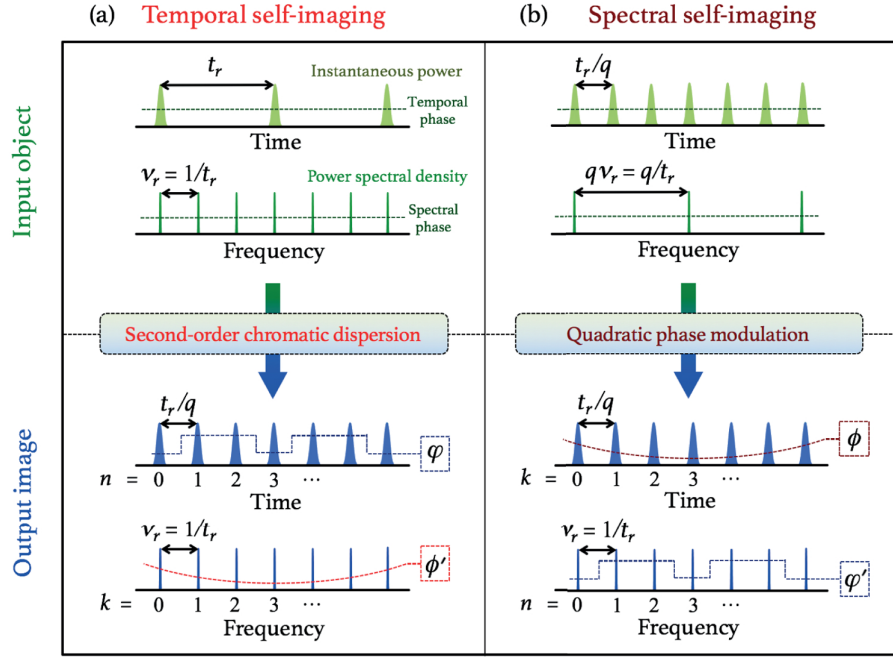 (a) Temporal self-imaging
(b) Spectral self-imaging
Input object
Output image
t_r
Instantaneous power
Temporal
phase
Time
ν_r = 1/t_r
Power spectral density
Spectral
phase
Frequency
t_r/q
Time
qν_r = q/t_r
Frequency
Second-order chromatic dispersion
Quadratic phase modulation
t_r/q
φ
n = 0 1 2 3 ...
Time
ν_r = 1/t_r
ϕ′
k = 0 1 2 3 ...
Frequency
t_r/q
ϕ
k = 0 1 2 3 ...
Time
ν_r = 1/t_r
φ′
n = 0 1 2 3 ...
Frequency